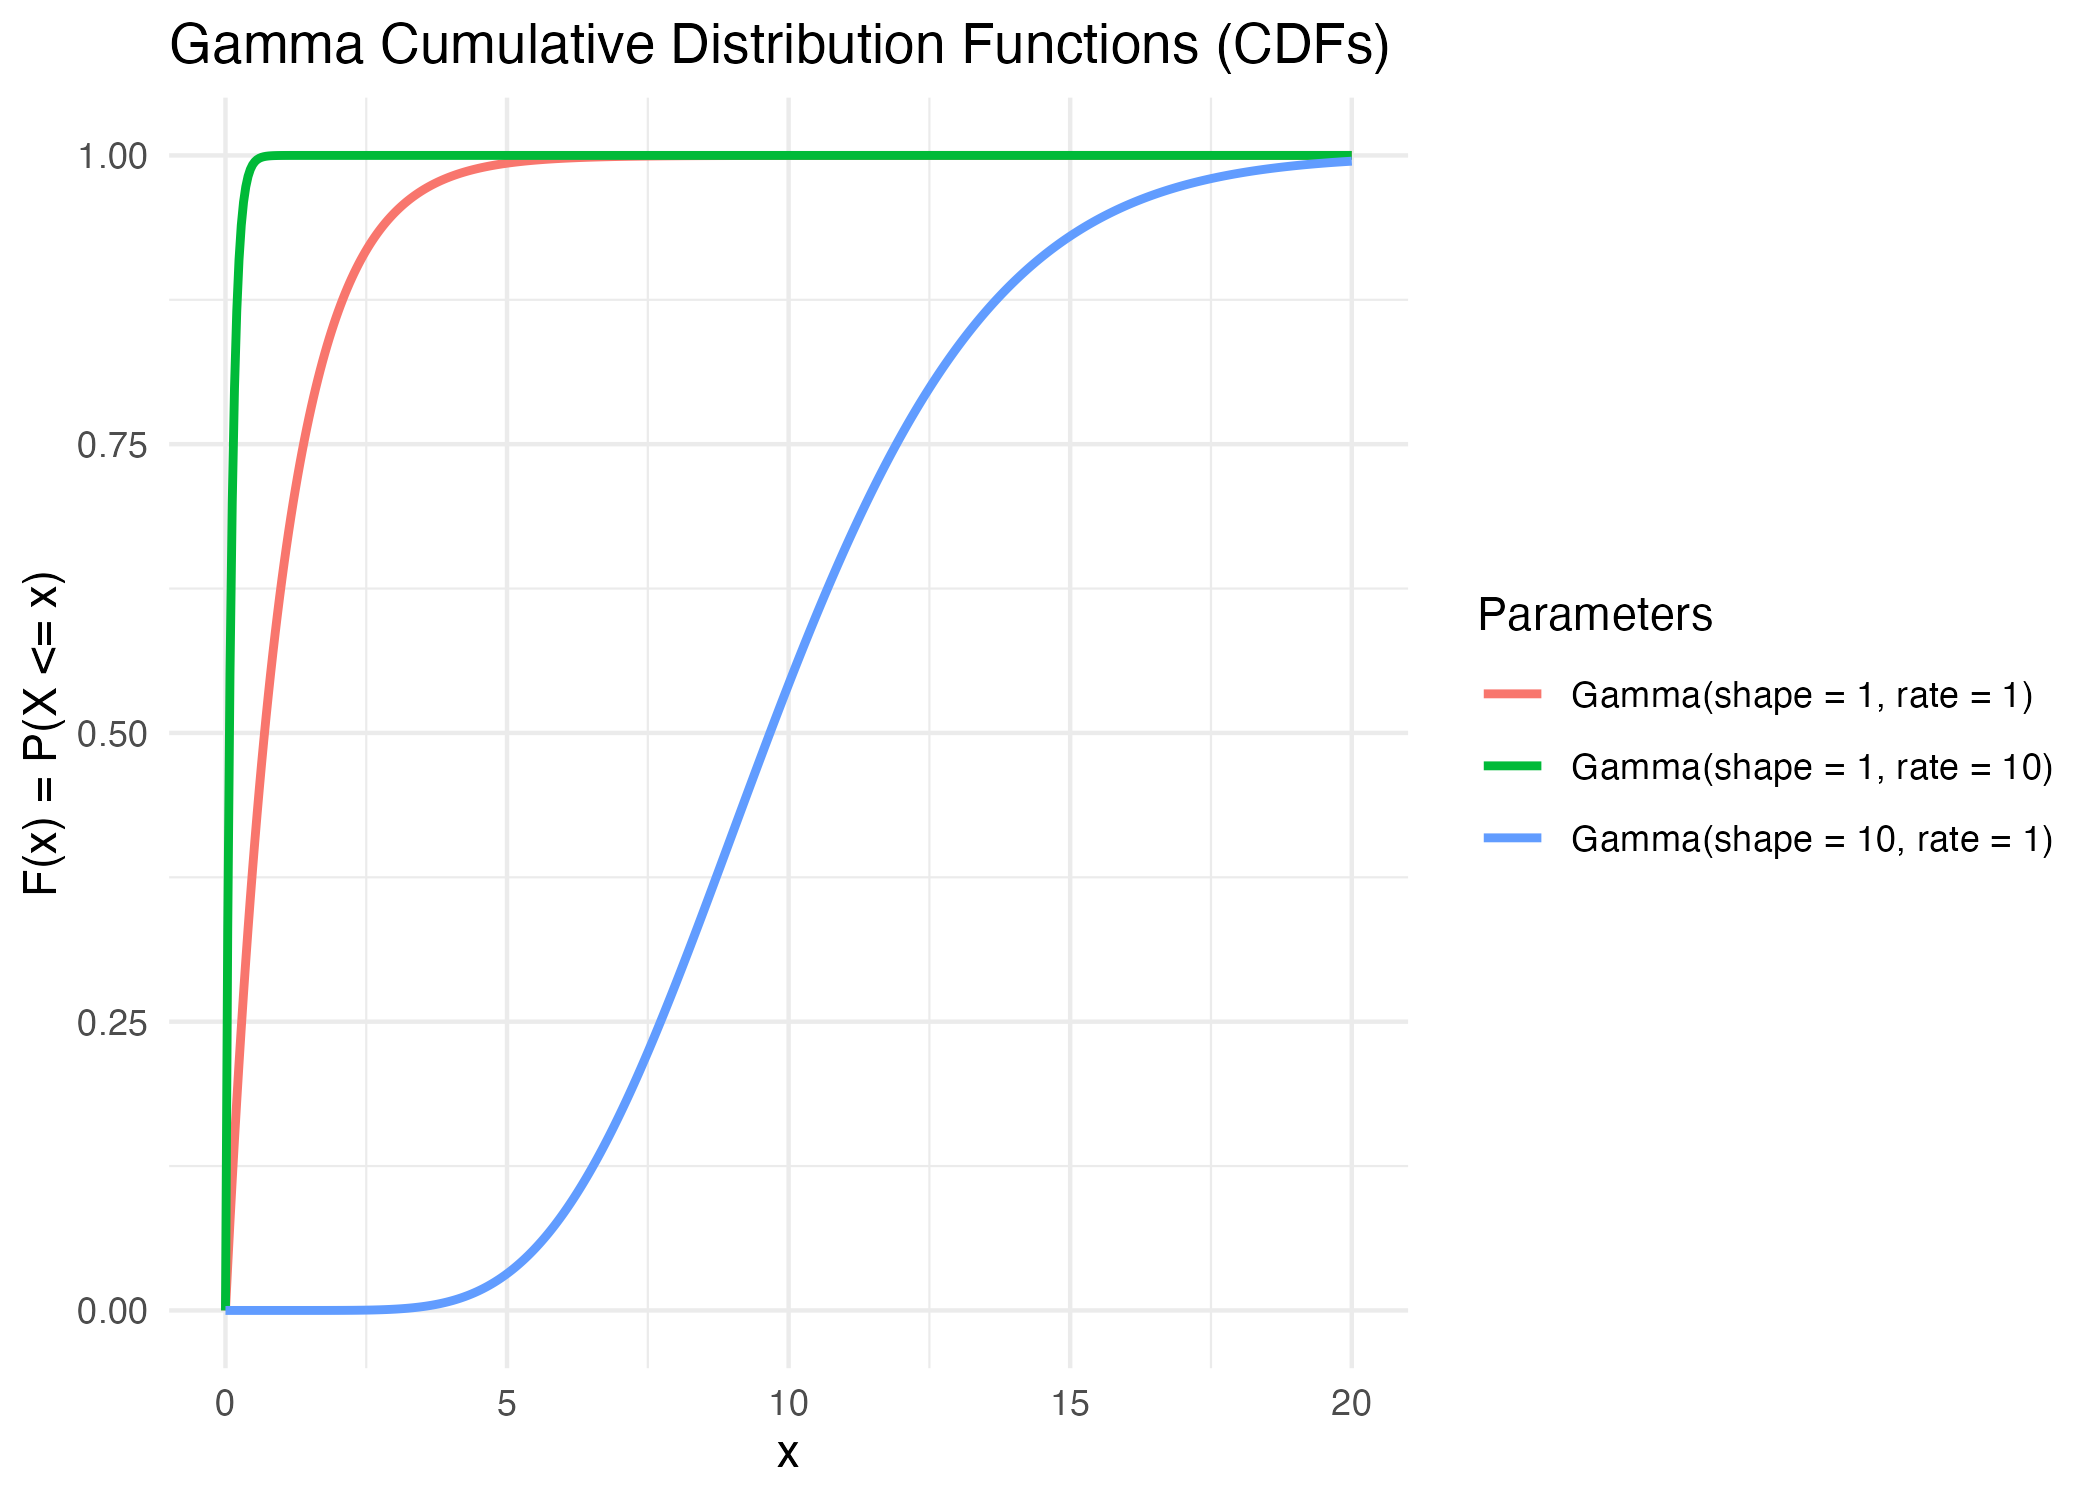 Gamma Cumulative Distribution Functions (CDFs)
F(x) = P(X <= x)
1.00
0.75
0.50
0.25
0.00
0
5
10
15
20
x
Parameters
Gamma(shape = 1, rate = 1)
Gamma(shape = 1, rate = 10)
Gamma(shape = 10, rate = 1)